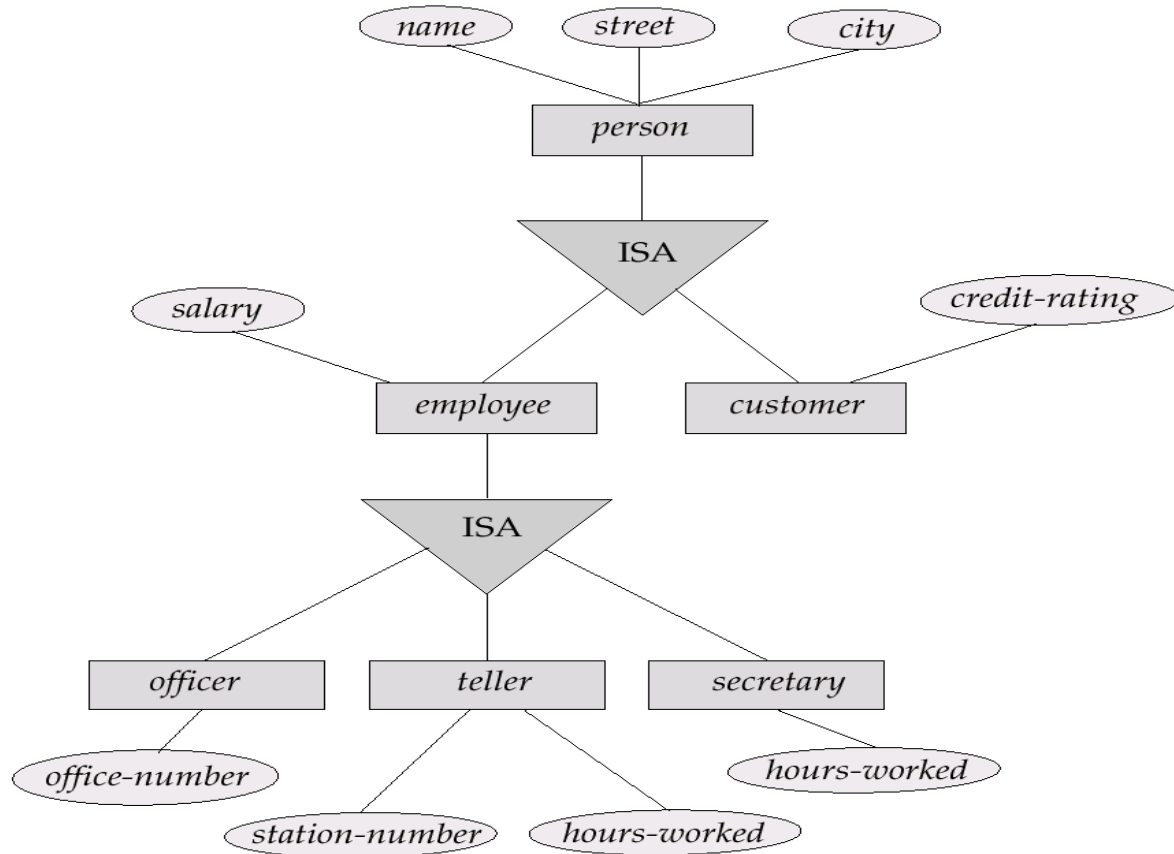 name
street
city
person
ISA
salary
credit-rating
employee
customer
ISA
officer
teller
secretary
office-number
hours-worked
station-number
hours-worked